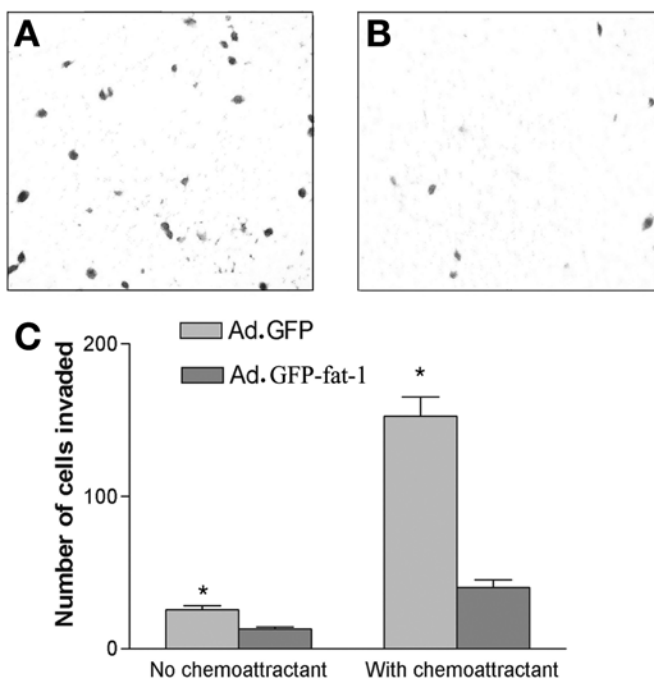 A
B
C
Ad.GFP
Ad.GFP-fat-1
Number of cells invaded
200
100
0
*
*
No chemoattractant
With chemoattractant